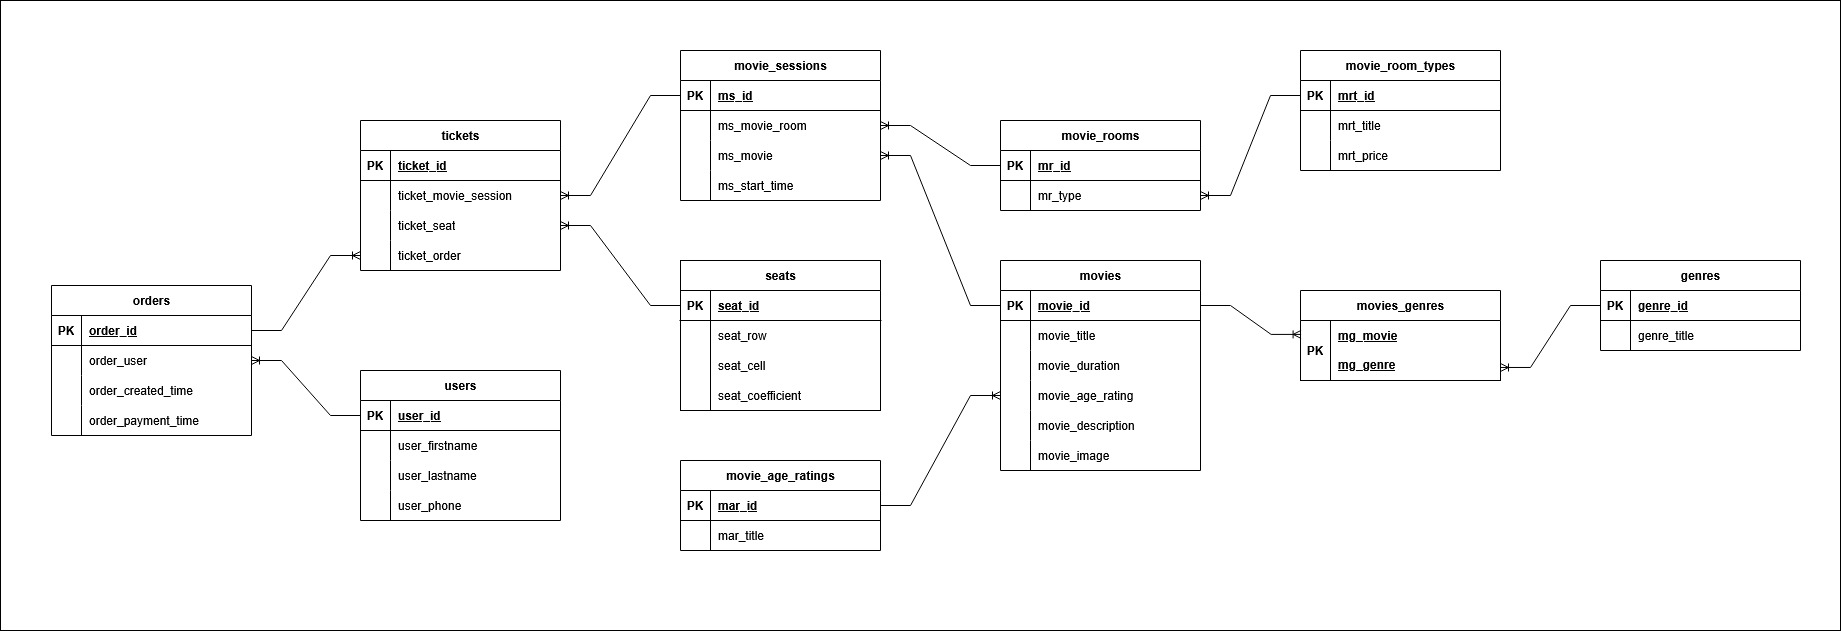 movie_sessions
PK ms_id
ms_movie_room
ms_movie
ms_start_time
movie_room_types
PK mrt_id
mrt_title
mrt_price
tickets
PK ticket_id
ticket_movie_session
ticket_seat
ticket_order
movie_rooms
PK mr_id
mr_type
seats
PK seat_id
seat_row
seat_cell
seat_coefficient
movies
PK movie_id
movie_title
movie_duration
movie_age_rating
movie_description
movie_image
genres
PK genre_id
genre_title
orders
PK order_id
order_user
order_created_time
order_payment_time
movies_genres
PK
mg_movie
mg_genre
users
PK user_id
user_firstname
user_lastname
user_phone
movie_age_ratings
PK mar_id
mar_title